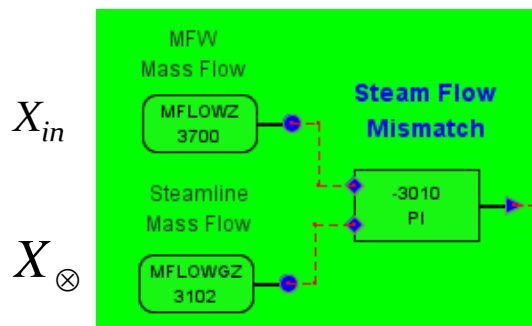 MFW
Mass Flow
X_in
MFLOWZ
3700
Steam Flow
Mismatch
-3010
PI
Steamline
Mass Flow
X_⊗
MFLOWGZ
3102